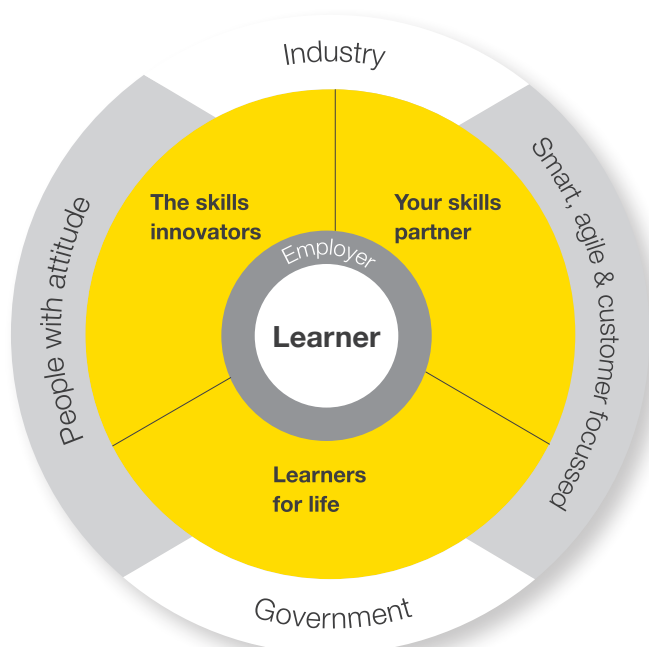 Industry
People with attitude
Smart, agile & customer focussed
The skills
innovators
Your skills
partner
Employer
Learner
Learners
for life
Government